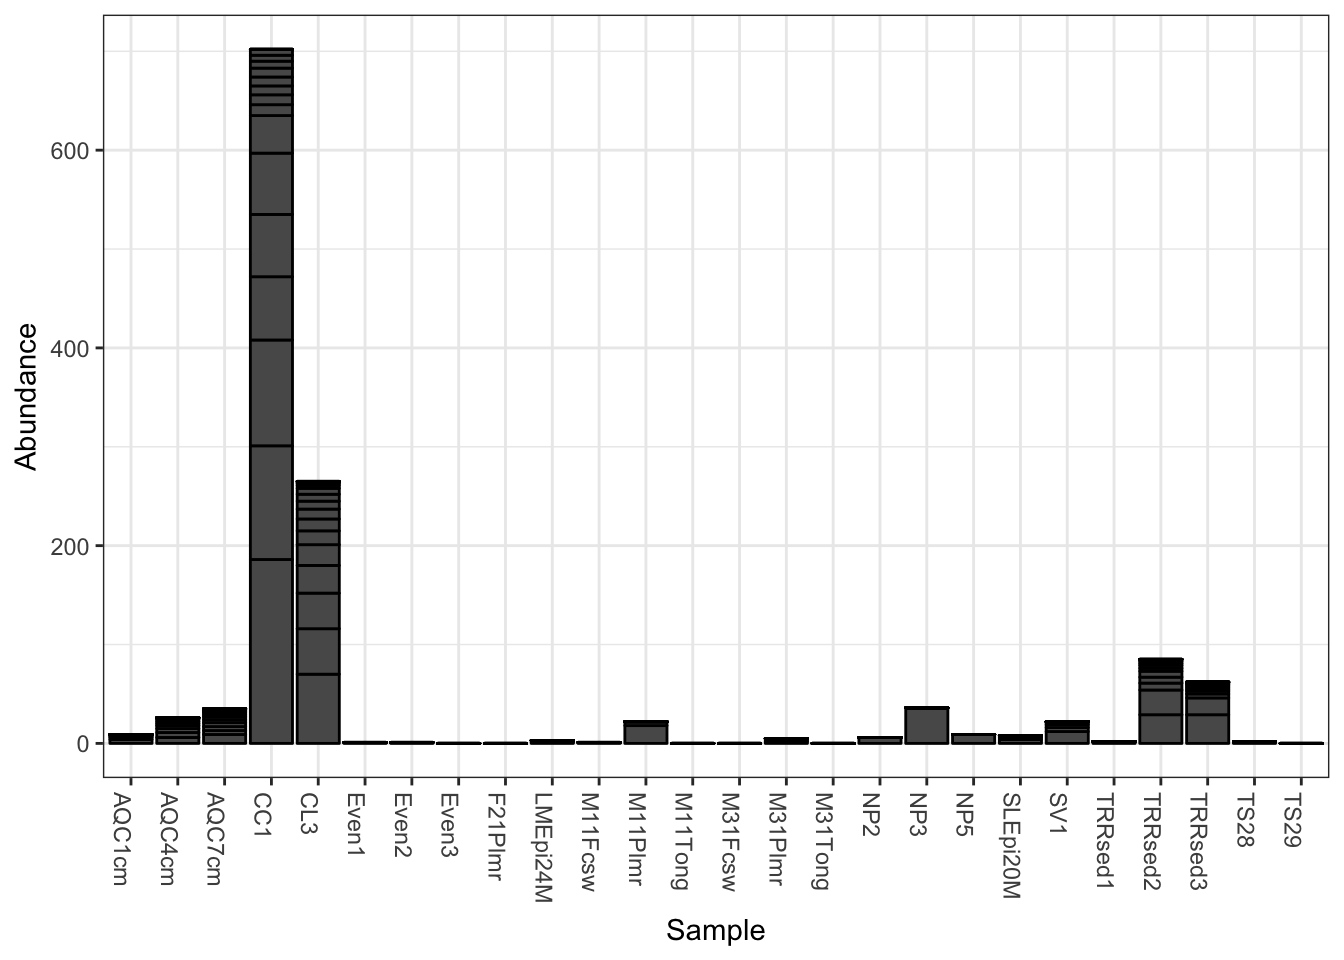 Abundance
600
400
200
0
AQC1cm
AQC4cm
AQC7cm
CC1
CL3
Even1
Even2
Even3
F21Plmr
LMEpi24M
M11Fcsw
M11Plmr
M11Tong
M31Fcsw
M31Plmr
M31Tong
NP2
NP3
NP5
SLEpi20M
SV1
TRRsed1
TRRsed2
TRRsed3
TS28
TS29
Sample